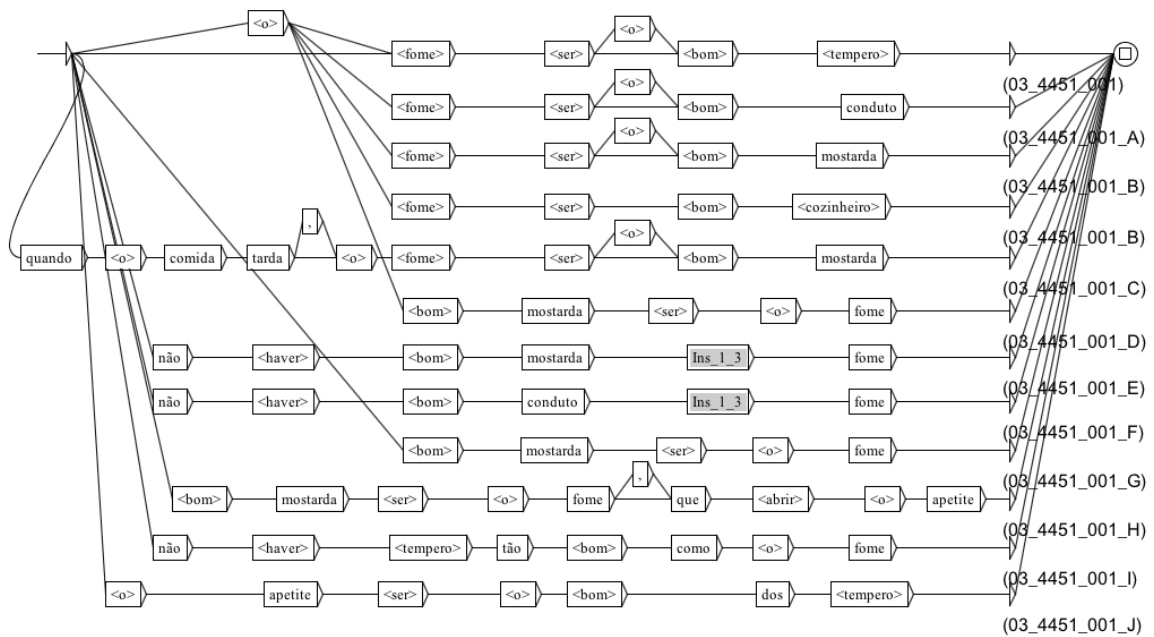 <o>
<fome> <ser> <o> <bom> <tempero>
(03_4451_001)
<fome> <ser> <o> <bom> conduto
(03_4451_001_A)
<fome> <ser> <o> <bom> mostarda
(03_4451_001_B)
<fome> <ser> <bom> <cozinheiro>
(03_4451_001_B)
quando <o> comida tarda , <o> <fome> <ser> <o> <bom> mostarda
(03_4451_001_C)
<bom> mostarda <ser> <o> fome
(03_4451_001_D)
não <haver> <bom> mostarda Ins_1_3 fome
(03_4451_001_E)
não <haver> <bom> conduto Ins_1_3 fome
(03_4451_001_F)
<bom> mostarda <ser> <o> fome
(03_4451_001_G)
<bom> mostarda <ser> <o> fome , que <abrir> <o> apetite
(03_4451_001_H)
não <haver> <tempero> tão <bom> como <o> fome
(03_4451_001_I)
<o> apetite <ser> <o> <bom> dos <tempero>
(03_4451_001_J)